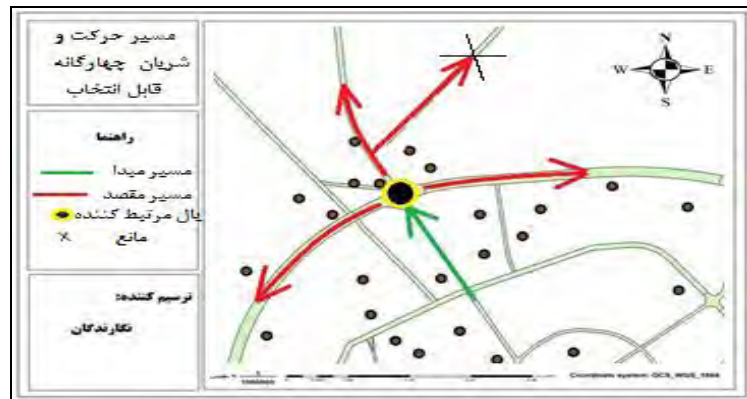 مسیر حرکت و
شریان چهارگانه
قابل انتخاب
راهنما
مسیر مبدا
مسیر مقصد
یال مرتبط کننده
مانع
ترسیم کننده:
نگارندگان
N
W E
S
Coordinate system: GCS_WGS_1984